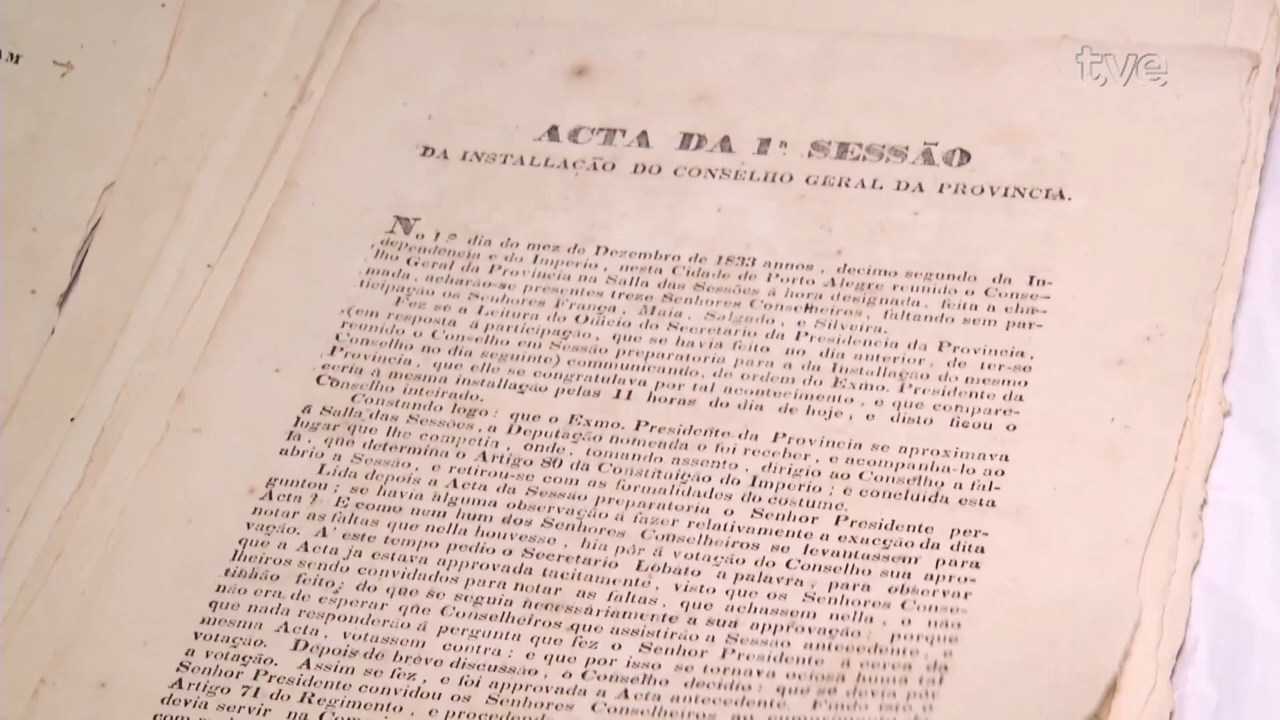 AM
tve
ACTA DA 1ª SESSÃO
DA INSTALLAÇÃO DO CONSELHO GERAL DA PROVINCIA.
No 1.º dia do mez de Dezembro de 1833 annos, decimo segundo da In-
dependencia e do Imperio, nesta Cidade de Porto Alegre reunido o Conse-
lho Geral da Provincia na Salla das Sessões á hora designada, feita a cha-
mada, acharão-se presentes treze Senhores Conselheiros, faltando sem par-
ticipação os Senhores França, Maia, Salgado, e Silveira.
Fez se a Leitura do Officio do Secretario da Presidencia da Provincia,
(em resposta á participação, que se havia feito no dia anterior, de ter-se
reunido o Conselho em Sessão preparatoria para a da Installação do mesmo
Conselho no dia seguinte) communicando, de ordem do Exmo. Presidente da
Provincia, que elle se congratulava por tal acontecimento, e que compare-
ceria á mesma installação pelas 11 horas do dia de hoje, e disto ficou o
Conselho inteirado.
Constando logo: que o Exmo. Presidente da Provincia se aproximava
á Salla das Sessões, a Deputação nomeada o foi receber, e acompanha-lo ao
lugar que lhe competia, onde, tomando assento, dirigio ao Conselho a fal-
la, que determina o Artigo 80 da Constituição do Imperio; e concluida esta
abrio a Sessão, e retirou-se com as formalidades do costume.
Lida depois a Acta da Sessão preparatoria o Senhor Presidente per-
guntou; se havia alguma observação á fazer relativamente a exacção da dita
Acta? E como nem hum dos Senhores Conselheiros se levantassem para
notar as faltas que nella houvesse, hia pôr á votação do Conselho sua apro-
vação. A' este tempo pedio o Secretario Lobato a palavra, para observar
que a Acta ja estava approvada tacitamente, visto que os Senhores Conse-
lheiros sendo convidados para notar as faltas, que achassem nella, o não
tinhão feito; do que se seguia necessáriamente a sua approvação: porque
não era de esperar que Conselheiros que assistirão a Sessão antecedente, e
que nada responderão á pergunta que fez o Senhor Presidente á cerca da
mesma Acta, votassem contra: e que por isso se tornava ociosa huma tal
votação. Depois de breve discussão, o Conselho decidio: que se devia pôr
a votação. Assim se fez, e foi approvada a Acta antecedente. Findo isto o
Senhor Presidente convidou os Senhores Conselheiros ao
Artigo 71 do Regimento, e
devia servir na